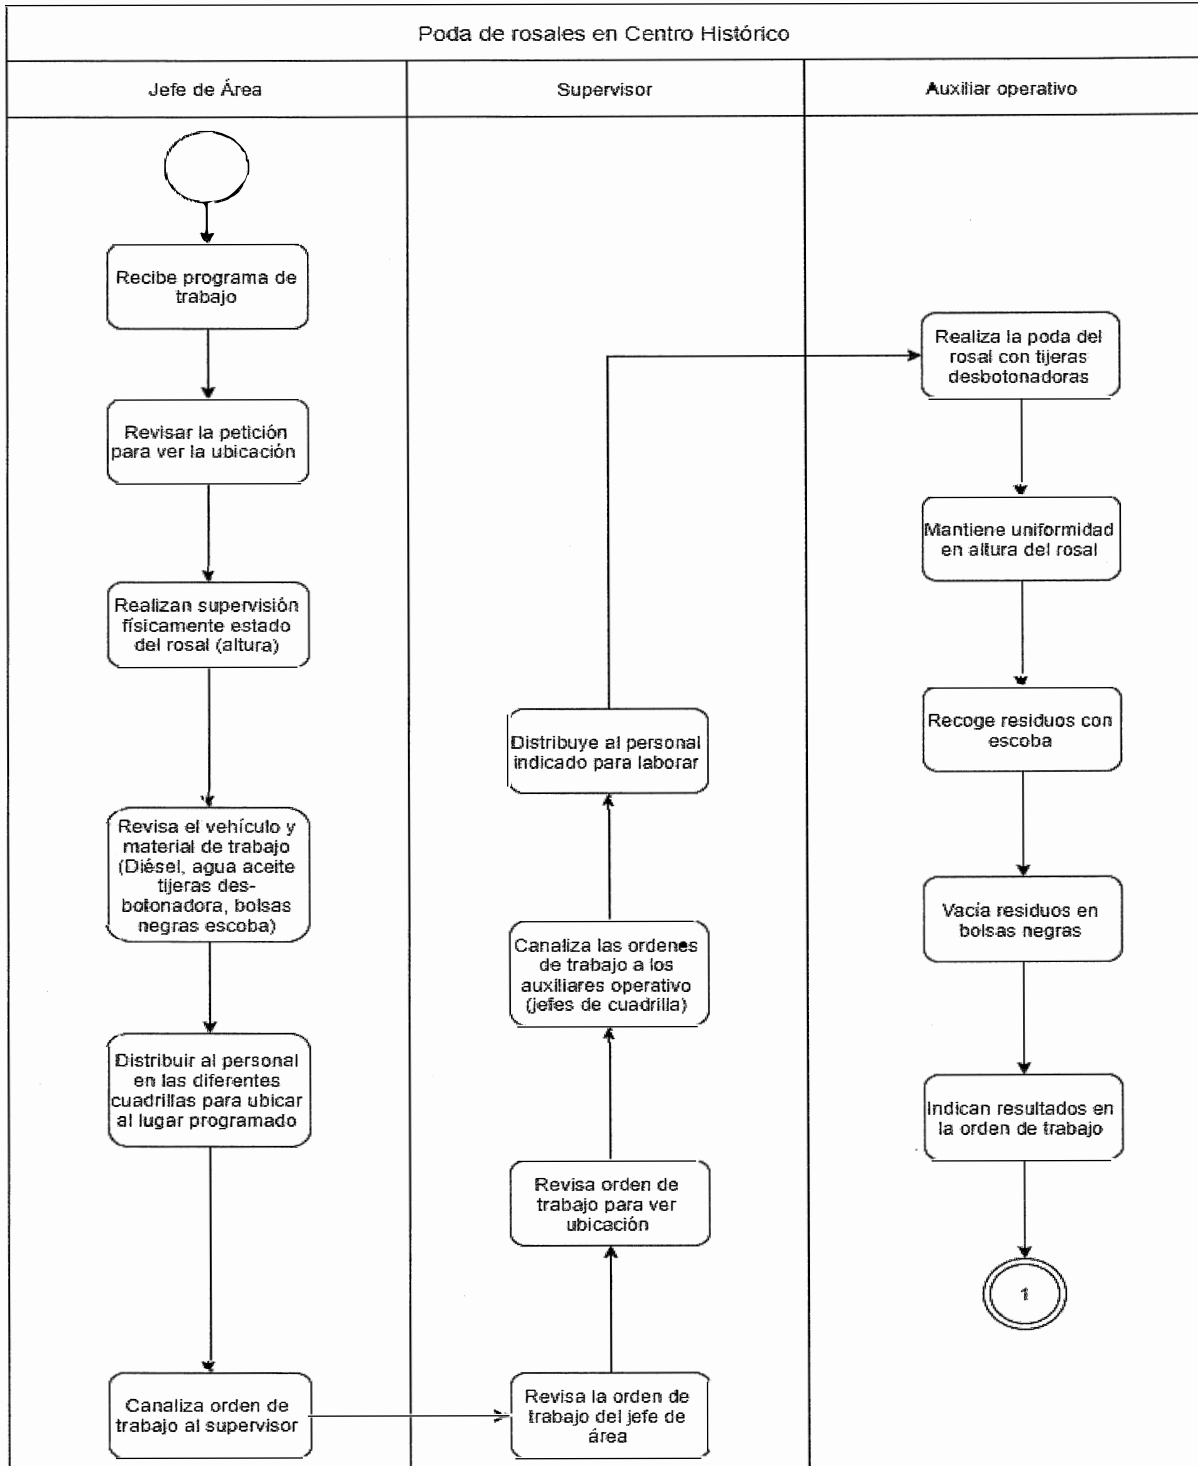 Poda de rosales en Centro Histórico
Jefe de Área
Supervisor
Auxiliar operativo
Recibe programa de
trabajo
Revisar la petición
para ver la ubicación
Realizan supervisión
físicamente estado
del rosal (altura)
Revisa el vehículo y
material de trabajo
(Diésel, agua aceite
tijeras des-
botonadora, bolsas
negras escoba)
Distribuir al personal
en las diferentes
cuadrillas para ubicar
al lugar programado
Canaliza orden de
trabajo al supervisor
Revisa la orden de
trabajo del jefe de
área
Revisa orden de
trabajo para ver
ubicación
Canaliza las ordenes
de trabajo a los
auxiliares operativo
(jefes de cuadrilla)
Distribuye al personal
indicado para laborar
Realiza la poda del
rosal con tijeras
desbotonadoras
Mantiene uniformidad
en altura del rosal
Recoge residuos con
escoba
Vacía residuos en
bolsas negras
Indican resultados en
la orden de trabajo
1